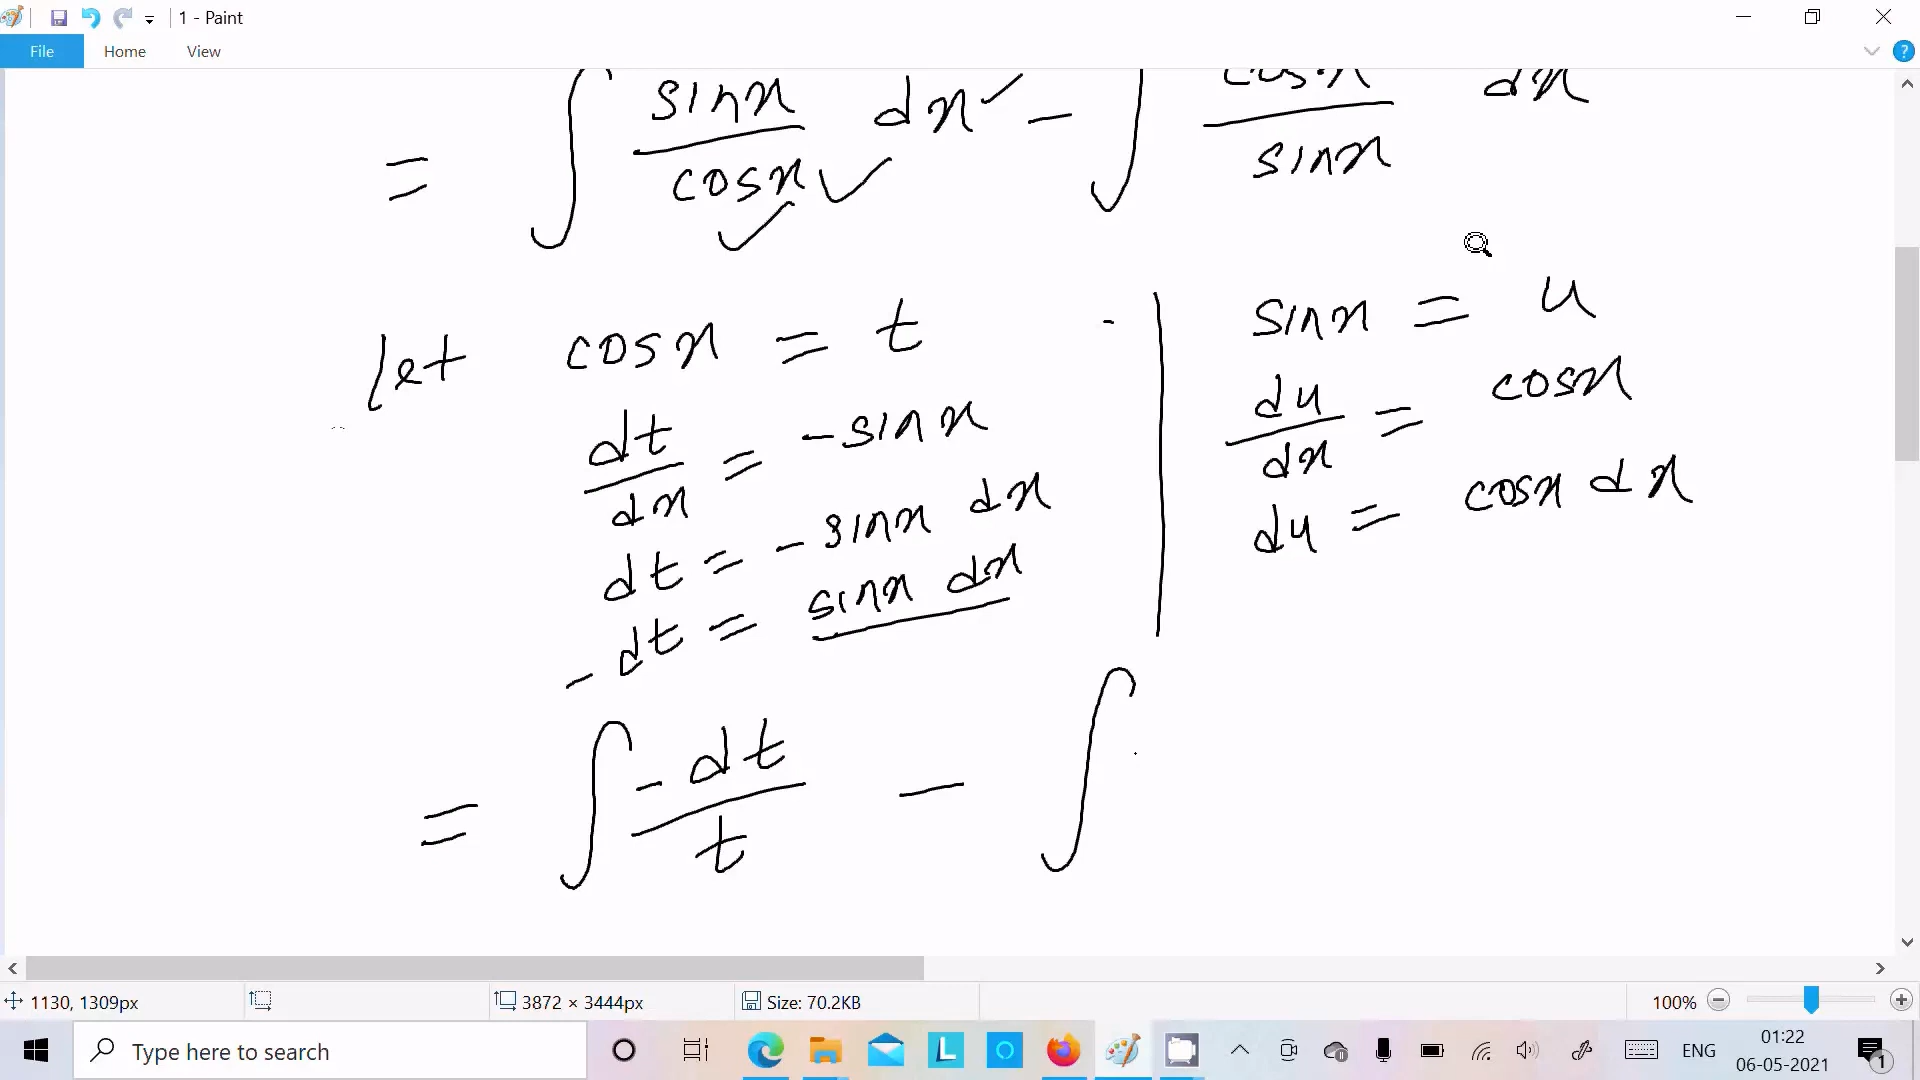 1 - Paint
File Home View
= ∫ sinx/cosx dx - ∫ cosx/sinx dx
let cosx = t
dt/dx = -sinx
dt = - sinx dx
- dt = sinx dx
sinx = u
du/dx = cosx
du = cosx dx
= ∫ -dt/t - ∫
1130, 1309px 3872 × 3444px Size: 70.2KB 100%
Type here to search
ENG
01:22
06-05-2021
1